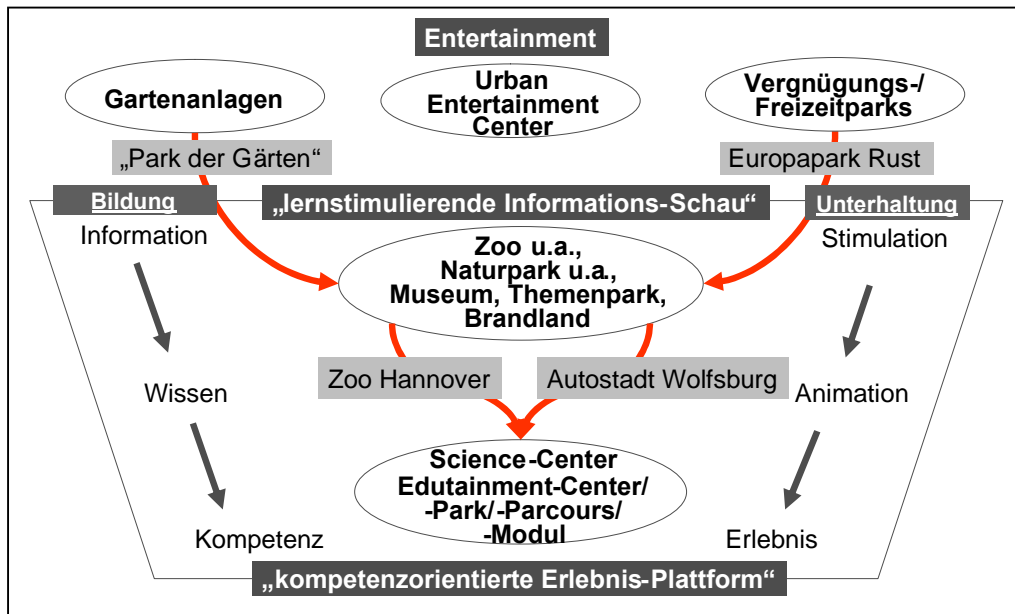 Entertainment
Gartenanlagen
Urban
Entertainment
Center
Vergnügungs-/
Freizeitparks
„Park der Gärten“
Europapark Rust
Bildung
„lernstimulierende Informations-Schau“
Unterhaltung
Information
Stimulation
Zoo u.a.,
Naturpark u.a.,
Museum, Themenpark,
Brandland
Zoo Hannover
Autostadt Wolfsburg
Wissen
Animation
Science-Center
Edutainment-Center/
-Park/-Parcours/
-Modul
Kompetenz
Erlebnis
„kompetenzorientierte Erlebnis-Plattform“